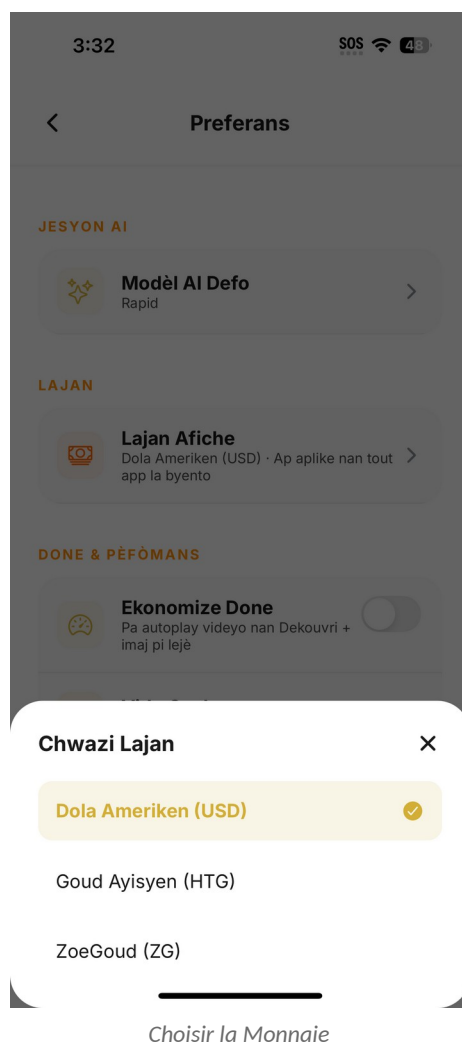 3:32
SOS
48
Preferans
JESYON AI
Modèl AI Defo
Rapid
LAJAN
Lajan Afiche
Dola Ameriken (USD) · Ap aplike nan tout
app la byento
DONE & PÈFÒMANS
Ekonomize Done
Pa autoplay videyo nan Dekouvri +
imaj pi lejè
Chwazi Lajan
Dola Ameriken (USD)
Goud Ayisyen (HTG)
ZoeGoud (ZG)
Choisir la Monnaie